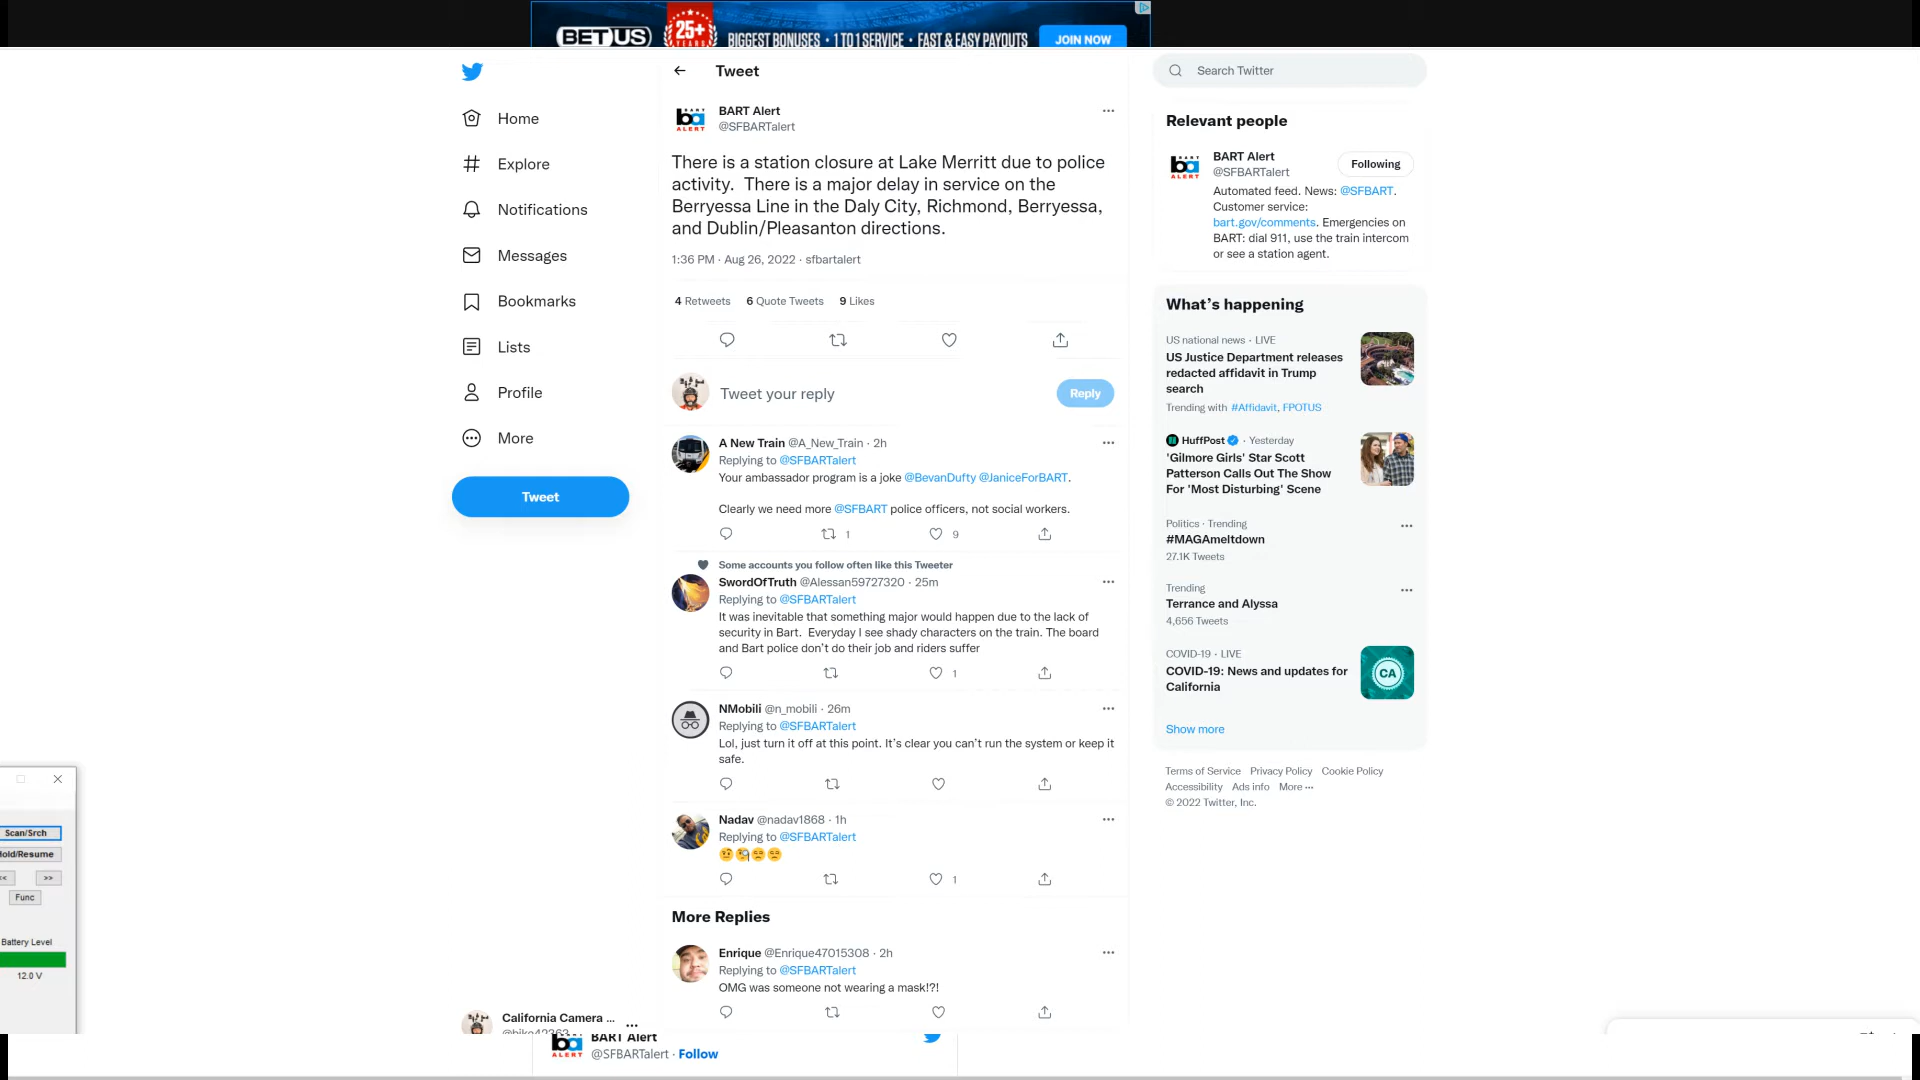 BETUS
25+
YEARS
BIGGEST BONUSES • 1 TO 1 SERVICE • FAST & EASY PAYOUTS
JOIN NOW
Home
Explore
Notifications
Messages
Bookmarks
Lists
Profile
More
Tweet
Tweet
BART Alert
@SFBARTalert
There is a station closure at Lake Merritt due to police
activity.  There is a major delay in service on the
Berryessa Line in the Daly City, Richmond, Berryessa,
and Dublin/Pleasanton directions.
1:36 PM · Aug 26, 2022 · sfbartalert
4 Retweets 6 Quote Tweets 9 Likes
Tweet your reply
Reply
A New Train @A_New_Train · 2h
Replying to @SFBARTalert
Your ambassador program is a joke @BevanDufty @JaniceForBART.
Clearly we need more @SFBART police officers, not social workers.
1 9
Some accounts you follow often like this Tweeter
SwordOfTruth @Alessan59727320 · 25m
Replying to @SFBARTalert
It was inevitable that something major would happen due to the lack of
security in Bart.  Everyday I see shady characters on the train. The board
and Bart police don't do their job and riders suffer
1
NMobili @n_mobili · 26m
Replying to @SFBARTalert
Lol, just turn it off at this point. It's clear you can't run the system or keep it
safe.
Nadav @nadav1868 · 1h
Replying to @SFBARTalert
🤨🧐😒😒
1
More Replies
Enrique @Enrique47015308 · 2h
Replying to @SFBARTalert
OMG was someone not wearing a mask!?!
Search Twitter
Relevant people
BART Alert
@SFBARTalert
Following
Automated feed. News: @SFBART.
Customer service:
bart.gov/comments. Emergencies on
BART: dial 911, use the train intercom
or see a station agent.
What's happening
US national news · LIVE
US Justice Department releases
redacted affidavit in Trump
search
Trending with #Affidavit, FPOTUS
HuffPost · Yesterday
'Gilmore Girls' Star Scott
Patterson Calls Out The Show
For 'Most Disturbing' Scene
Politics · Trending
#MAGAmeltdown
27.1K Tweets
Trending
Terrance and Alyssa
4,656 Tweets
COVID-19 · LIVE
COVID-19: News and updates for
California
CA
Show more
Terms of Service Privacy Policy Cookie Policy
Accessibility Ads info More ···
© 2022 Twitter, Inc.
Scan/Srch
Hold/Resume
<< >>
Func
Battery Level
12.0 V
California Camera ...
BART Alert
@SFBARTalert · Follow